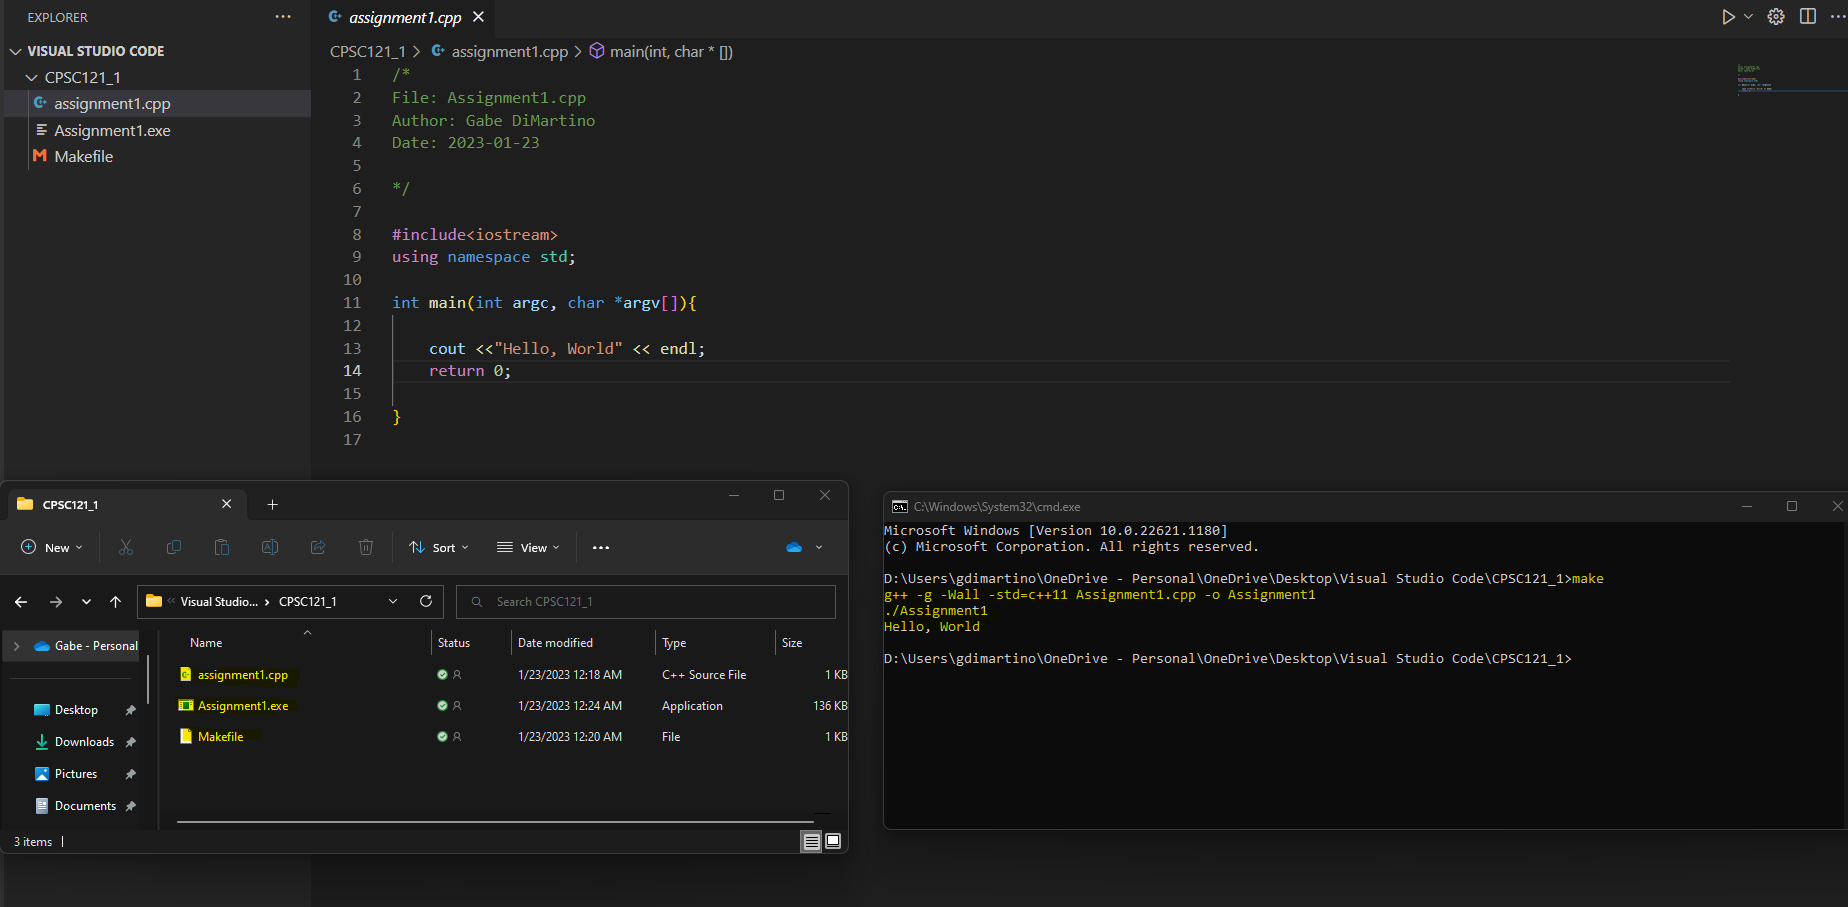 EXPLORER
VISUAL STUDIO CODE
CPSC121_1
assignment1.cpp
Assignment1.exe
Makefile
assignment1.cpp
CPSC121_1 > assignment1.cpp > main(int, char * [])
1 /*
2 File: Assignment1.cpp
3 Author: Gabe DiMartino
4 Date: 2023-01-23
5
6 */
7
8 #include<iostream>
9 using namespace std;
10
11 int main(int argc, char *argv[]){
12
13 cout <<"Hello, World" << endl;
14 return 0;
15
16 }
17
CPSC121_1
New Sort View
« Visual Studio... > CPSC121_1 Search CPSC121_1
Gabe - Personal
Desktop
Downloads
Pictures
Documents
Name Status Date modified Type Size
assignment1.cpp 1/23/2023 12:18 AM C++ Source File 1 KB
Assignment1.exe 1/23/2023 12:24 AM Application 136 KB
Makefile 1/23/2023 12:20 AM File 1 KB
3 items
C:\Windows\System32\cmd.exe
Microsoft Windows [Version 10.0.22621.1180]
(c) Microsoft Corporation. All rights reserved.
D:\Users\gdimartino\OneDrive - Personal\OneDrive\Desktop\Visual Studio Code\CPSC121_1>make
g++ -g -Wall -std=c++11 Assignment1.cpp -o Assignment1
./Assignment1
Hello, World
D:\Users\gdimartino\OneDrive - Personal\OneDrive\Desktop\Visual Studio Code\CPSC121_1>